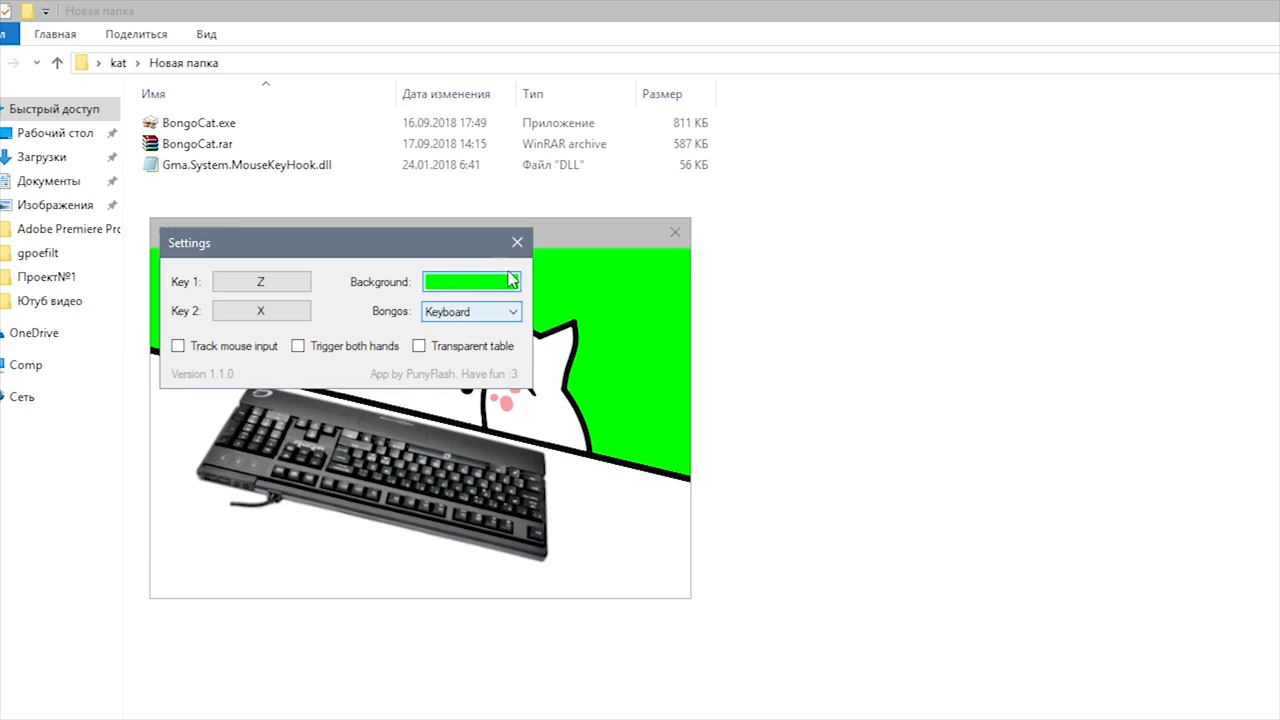 Новая папка
л Главная Поделиться Вид
kat Новая папка
Имя Дата изменения Тип Размер
BongoCat.exe 16.09.2018 17:49 Приложение 811 КБ
BongoCat.rar 17.09.2018 14:15 WinRAR archive 587 КБ
Gma.System.MouseKeyHook.dll 24.01.2018 6:41 Файл "DLL" 56 КБ
Быстрый доступ
Рабочий стол
Загрузки
Документы
Изображения
Adobe Premiere Pro
gpoefilt
Проект№1
Ютуб видео
OneDrive
Comp
Сеть
Settings
Key 1: Z Background:
Key 2: X Bongos: Keyboard
Track mouse input Trigger both hands Transparent table
Version 1.1.0 App by PunyFlash. Have fun :3